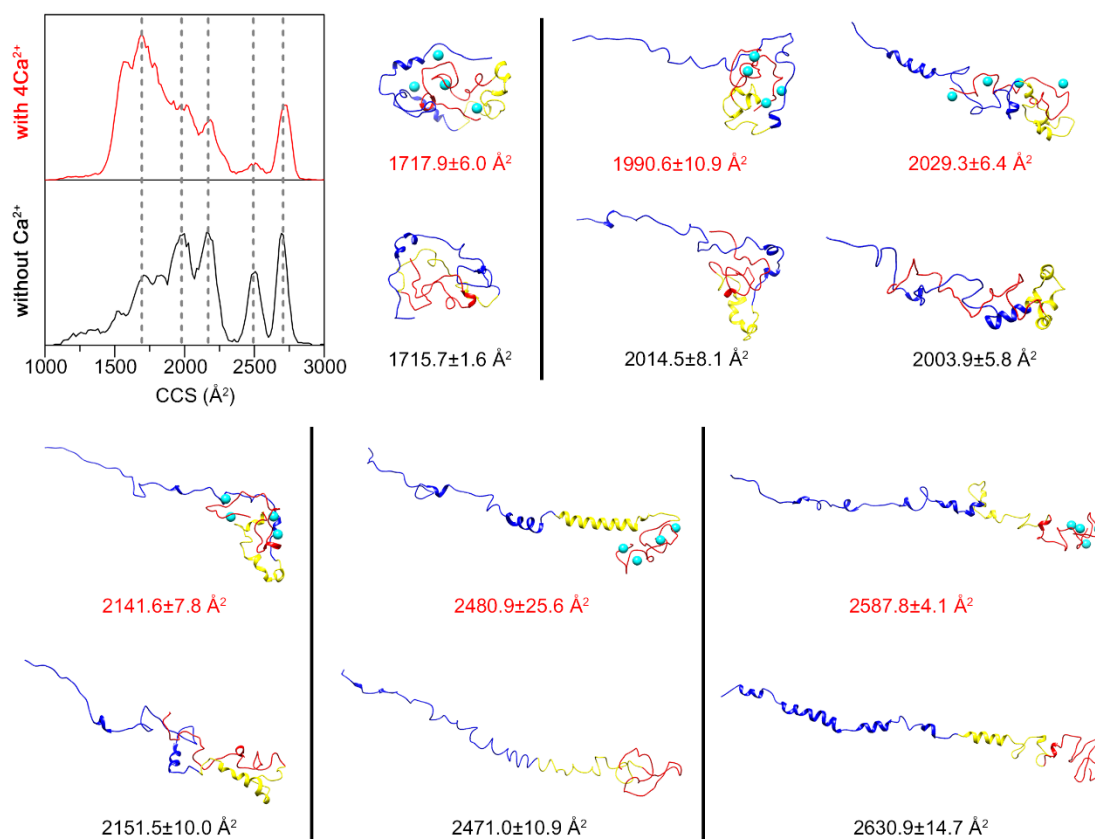 with 4Ca²⁺
without Ca²⁺
1000 1500 2000 2500 3000
CCS (Å²)
1717.9±6.0 Å²
1990.6±10.9 Å²
2029.3±6.4 Å²
1715.7±1.6 Å²
2014.5±8.1 Å²
2003.9±5.8 Å²
2141.6±7.8 Å²
2480.9±25.6 Å²
2587.8±4.1 Å²
2151.5±10.0 Å²
2471.0±10.9 Å²
2630.9±14.7 Å²